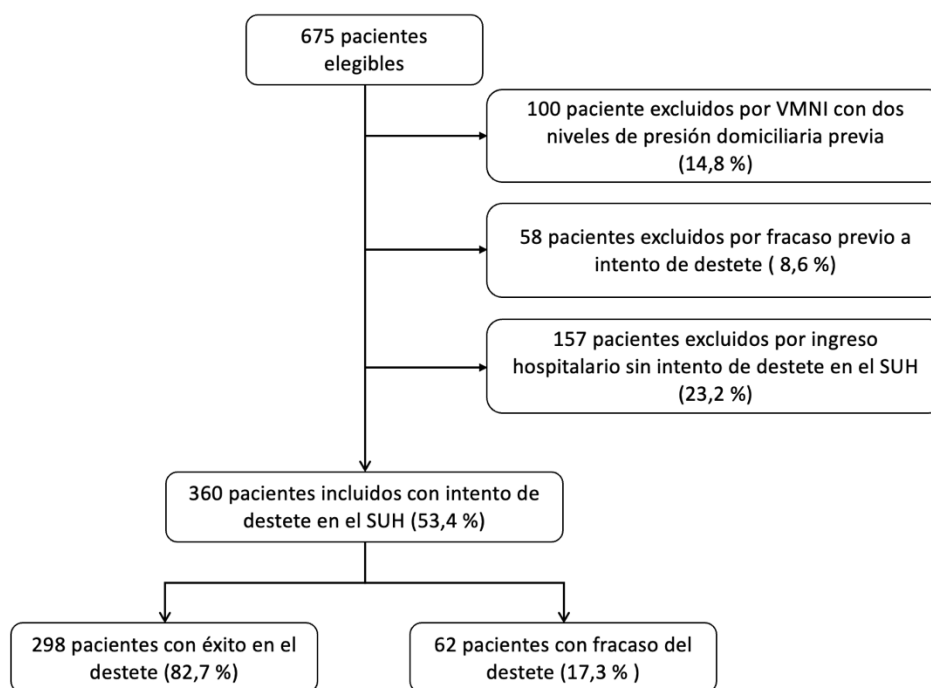 675 pacientes
elegibles
100 paciente excluidos por VMNI con dos
niveles de presión domiciliaria previa
(14,8 %)
58 pacientes excluidos por fracaso previo a
intento de destete ( 8,6 %)
157 pacientes excluidos por ingreso
hospitalario sin intento de destete en el SUH
(23,2 %)
360 pacientes incluidos con intento de
destete en el SUH (53,4 %)
298 pacientes con éxito en el
destete (82,7 %)
62 pacientes con fracaso del
destete (17,3 % )